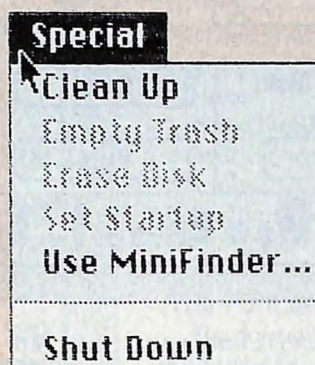 Special
Clean Up
Empty Trash
Erase Disk
Set Startup
Use MiniFinder...
Shut Down